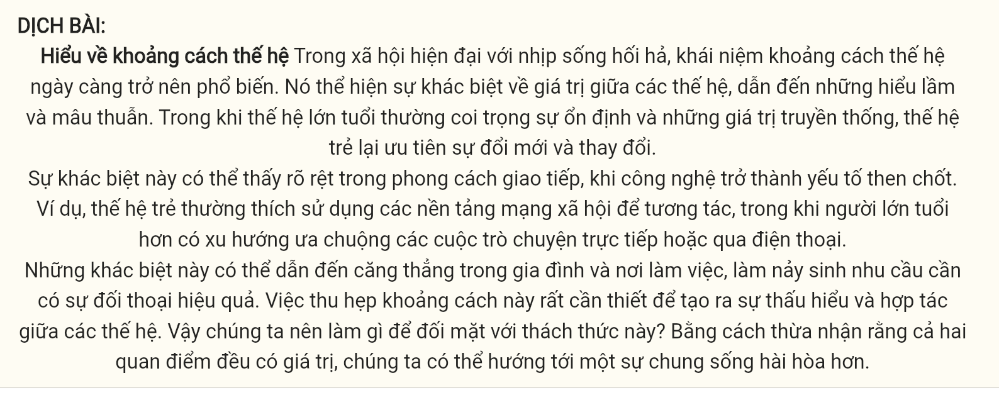 DỊCH BÀI:
Hiểu về khoảng cách thế hệ Trong xã hội hiện đại với nhịp sống hối hả, khái niệm khoảng cách thế hệ
ngày càng trở nên phổ biến. Nó thể hiện sự khác biệt về giá trị giữa các thế hệ, dẫn đến những hiểu lầm
và mâu thuẫn. Trong khi thế hệ lớn tuổi thường coi trọng sự ổn định và những giá trị truyền thống, thế hệ
trẻ lại ưu tiên sự đổi mới và thay đổi.
Sự khác biệt này có thể thấy rõ rệt trong phong cách giao tiếp, khi công nghệ trở thành yếu tố then chốt.
Ví dụ, thế hệ trẻ thường thích sử dụng các nền tảng mạng xã hội để tương tác, trong khi người lớn tuổi
hơn có xu hướng ưa chuộng các cuộc trò chuyện trực tiếp hoặc qua điện thoại.
Những khác biệt này có thể dẫn đến căng thẳng trong gia đình và nơi làm việc, làm nảy sinh nhu cầu cần
có sự đối thoại hiệu quả. Việc thu hẹp khoảng cách này rất cần thiết để tạo ra sự thấu hiểu và hợp tác
giữa các thế hệ. Vậy chúng ta nên làm gì để đối mặt với thách thức này? Bằng cách thừa nhận rằng cả hai
quan điểm đều có giá trị, chúng ta có thể hướng tới một sự chung sống hài hòa hơn.